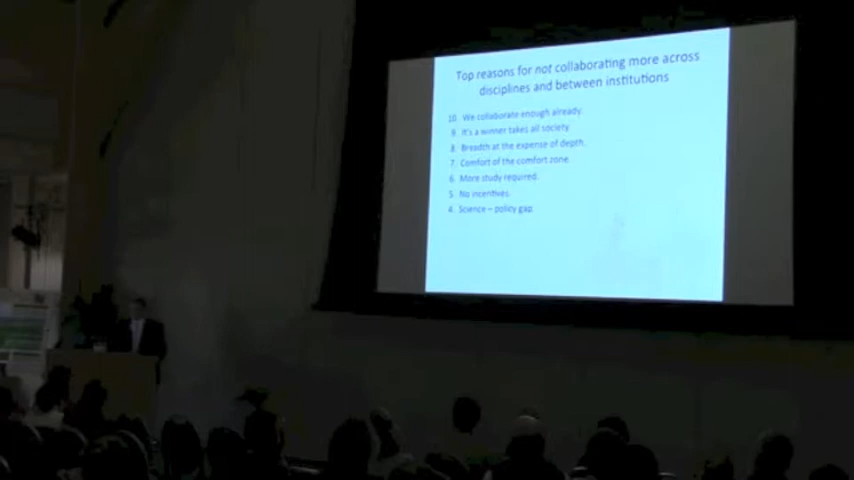 Top reasons for not collaborating more across
disciplines and between institutions
10. We collaborate enough already.
9. It's a winner takes all society.
8. Breadth at the expense of depth.
7. Comfort of the comfort zone.
6. More study required.
5. No incentives.
4. Science – policy gap.